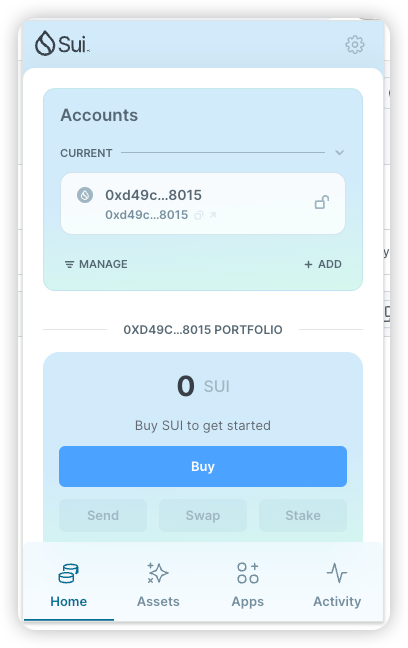 Sui
Accounts
CURRENT
0xd49c...8015
0xd49c...8015
MANAGE
+ ADD
0XD49C...8015 PORTFOLIO
0 SUI
Buy SUI to get started
Buy
Send Swap Stake
Home Assets Apps Activity